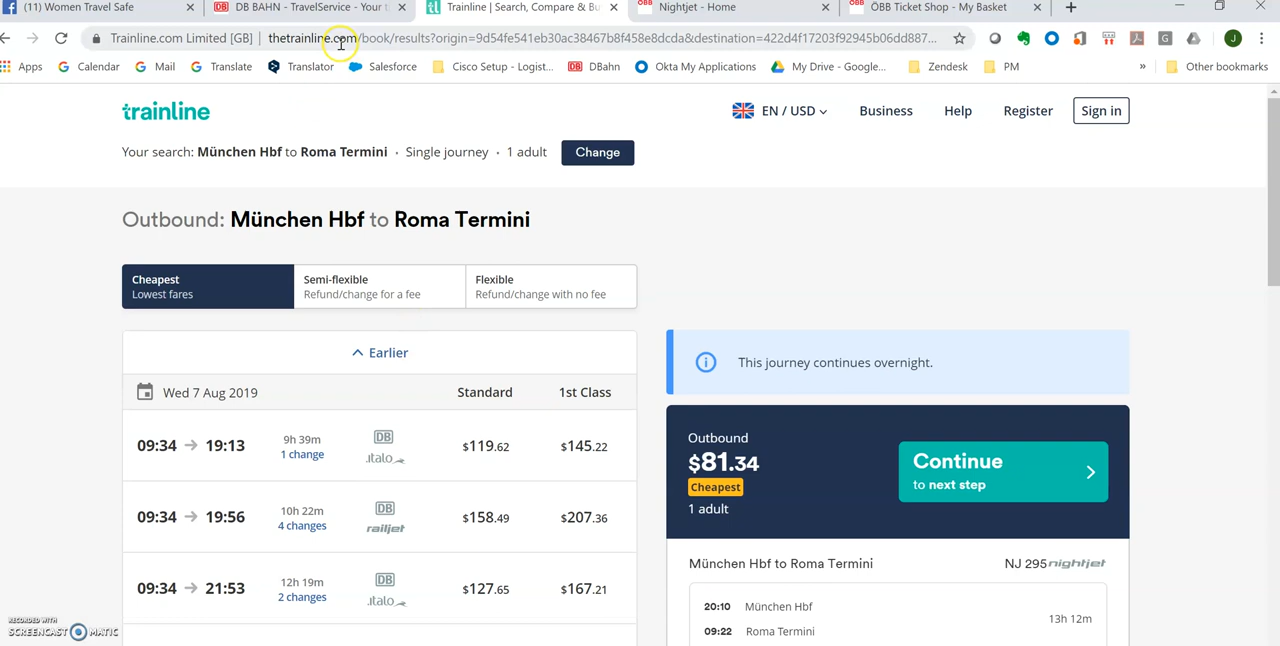 (11) Women Travel Safe
DB BAHN - TravelService - Your t
Trainline | Search, Compare & Bu
Nightjet - Home
ÖBB Ticket Shop - My Basket
Trainline.com Limited [GB] | thetrainline.com/book/results?origin=9d54fe541eb30ac38467b8f458e8dcda&destination=422d4f17203f92945b06dd887...
Apps Calendar Mail Translate Translator Salesforce Cisco Setup - Logist... DBahn Okta My Applications My Drive - Google... Zendesk PM » Other bookmarks
trainline
EN / USD Business Help Register Sign in
Your search: München Hbf to Roma Termini · Single journey · 1 adult Change
Outbound: München Hbf to Roma Termini
Cheapest
Lowest fares
Semi-flexible
Refund/change for a fee
Flexible
Refund/change with no fee
Earlier
Wed 7 Aug 2019 Standard 1st Class
09:34 → 19:13 9h 39m DB $119.62 $145.22
1 change .italo
09:34 → 19:56 10h 22m DB $158.49 $207.36
4 changes railjet
09:34 → 21:53 12h 19m DB $127.65 $167.21
2 changes .italo
This journey continues overnight.
Outbound
$81.34
Cheapest
1 adult
Continue
to next step
München Hbf to Roma Termini NJ 295 nightjet
20:10 München Hbf
13h 12m
09:22 Roma Termini
RECORDED WITH
SCREENCAST MATIC